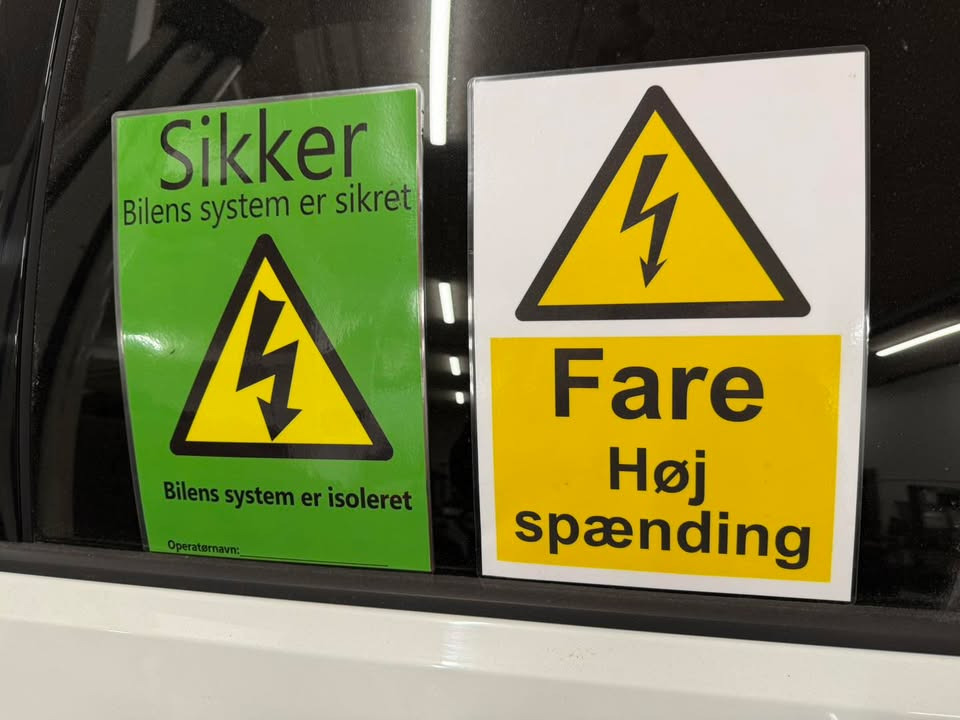 Sikker
Bilens system er sikret
Bilens system er isoleret
Operatørnavn:
Fare
Høj
spænding